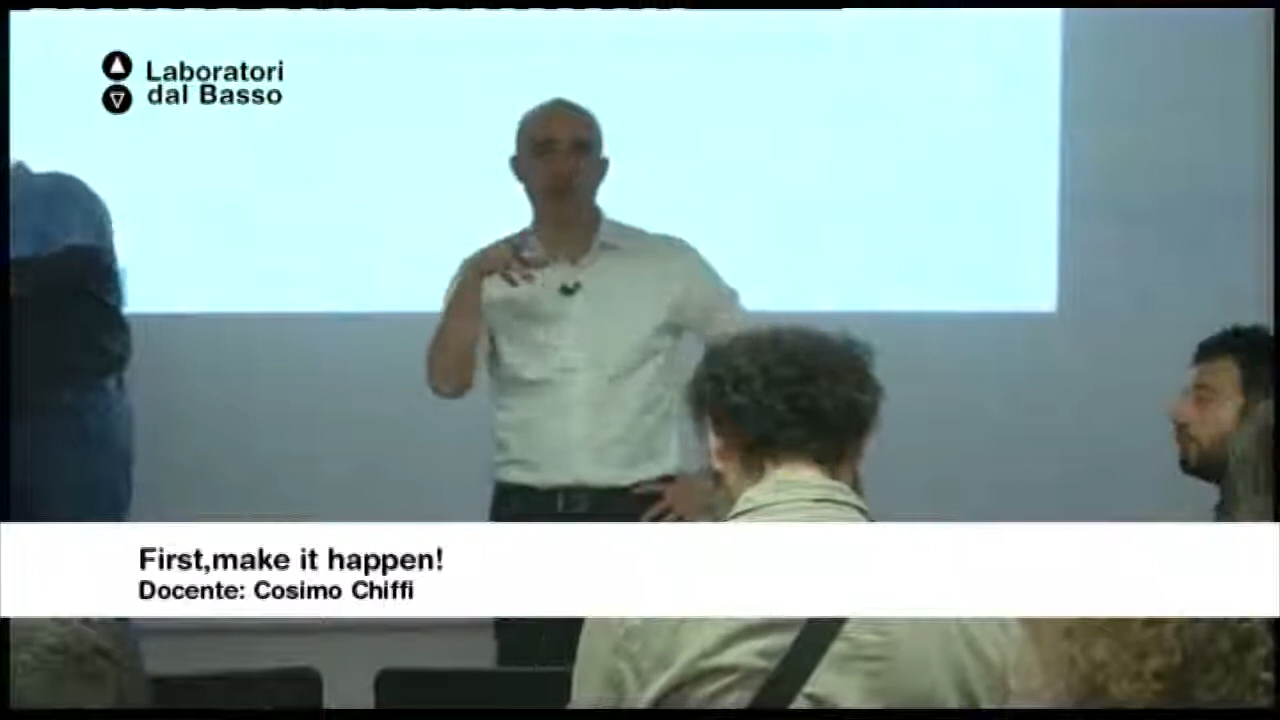 Laboratori
dal Basso
First,make it happen!
Docente: Cosimo Chiffi